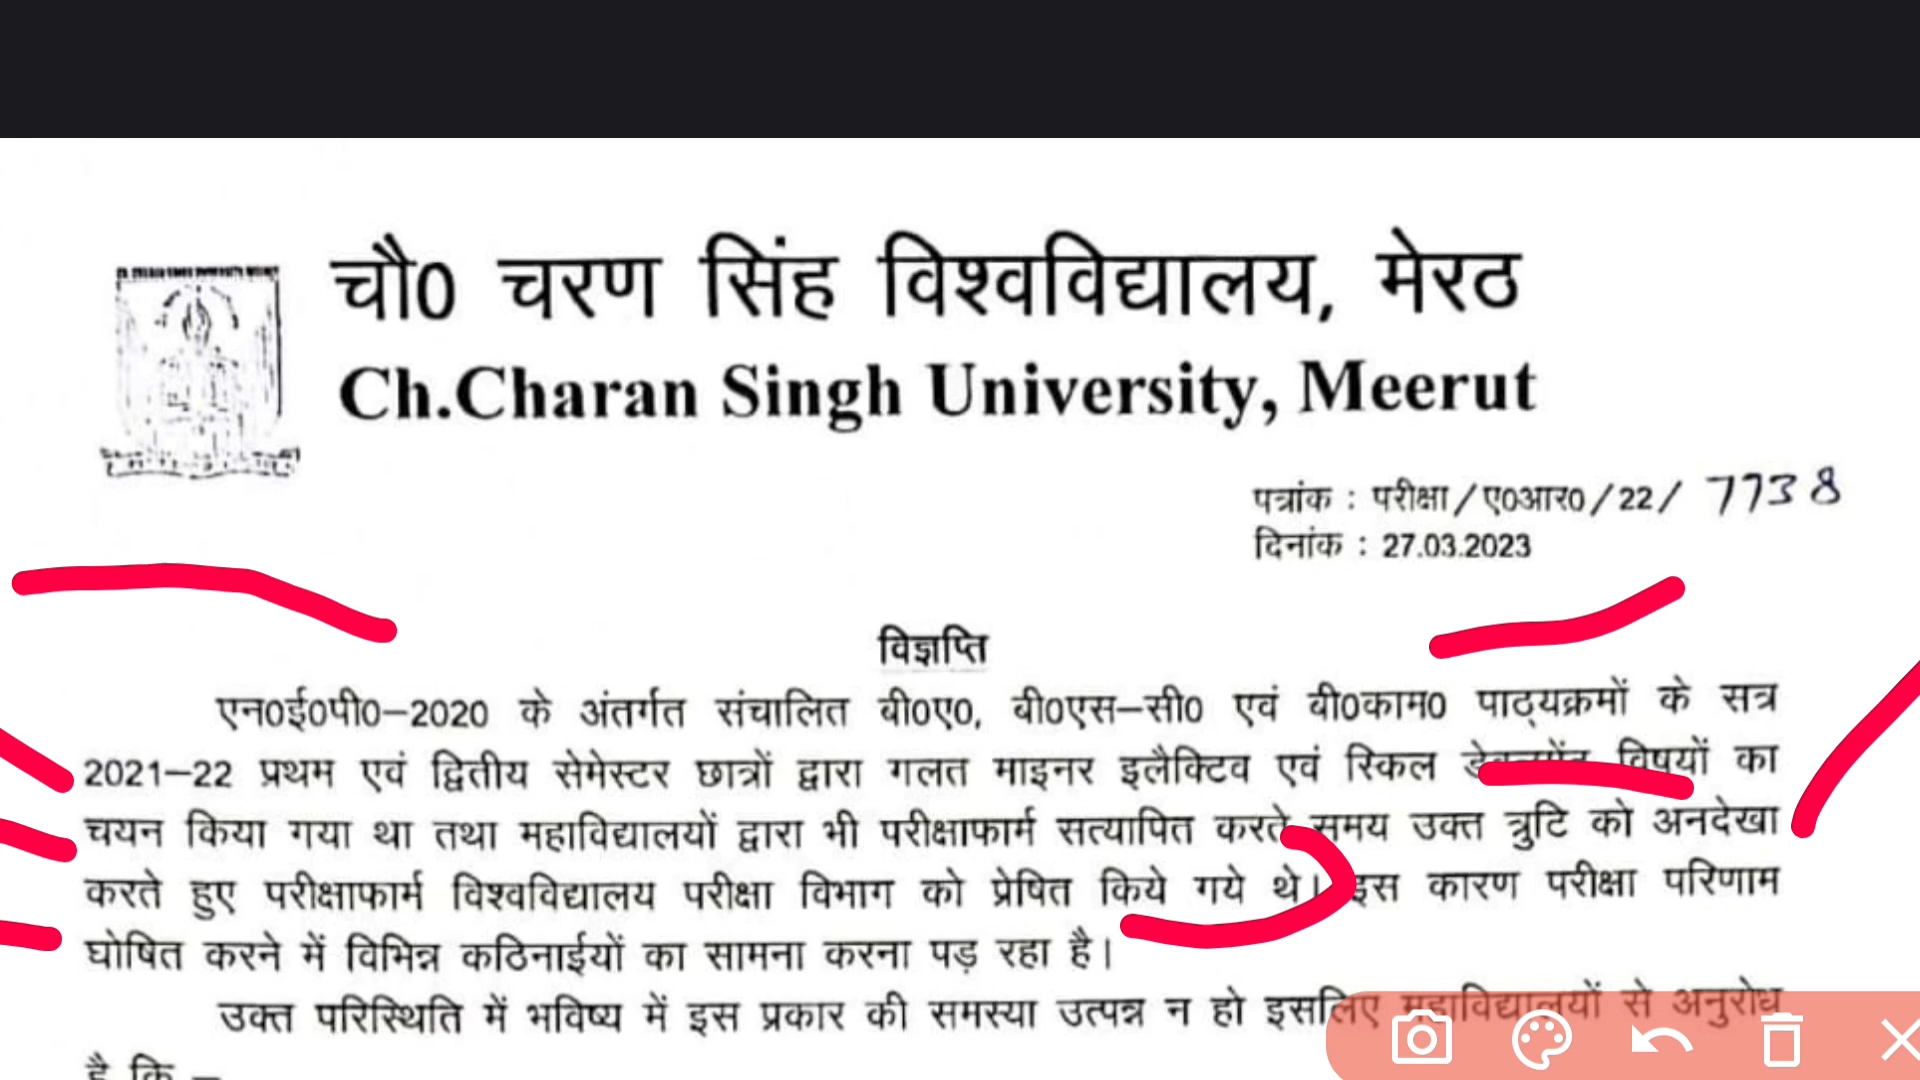 चौ0 चरण सिंह विश्वविद्यालय, मेरठ
Ch.Charan Singh University, Meerut
पत्रांक : परीक्षा/ए0आर0/22/ 7738
दिनांक : 27.03.2023
विज्ञप्ति
एन0ई0पी0–2020 के अंतर्गत संचालित बी0ए0, बी0एस–सी0 एवं बी0काम0 पाठ्यक्रमों के सत्र
2021–22 प्रथम एवं द्वितीय सेमेस्टर छात्रों द्वारा गलत माइनर इलैक्टिव एवं स्किल विषयों का
चयन किया गया था तथा महाविद्यालयों द्वारा भी परीक्षाफार्म सत्यापित करते समय उक्त त्रुटि को अनदेखा
करते हुए परीक्षाफार्म विश्वविद्यालय परीक्षा विभाग को प्रेषित किये गये थे। इस कारण परीक्षा परिणाम
घोषित करने में विभिन्न कठिनाईयों का सामना करना पड़ रहा है।
उक्त परिस्थिति में भविष्य में इस प्रकार की समस्या उत्पन्न न हो इसलिए महाविद्यालयों से अनुरोध
है कि –